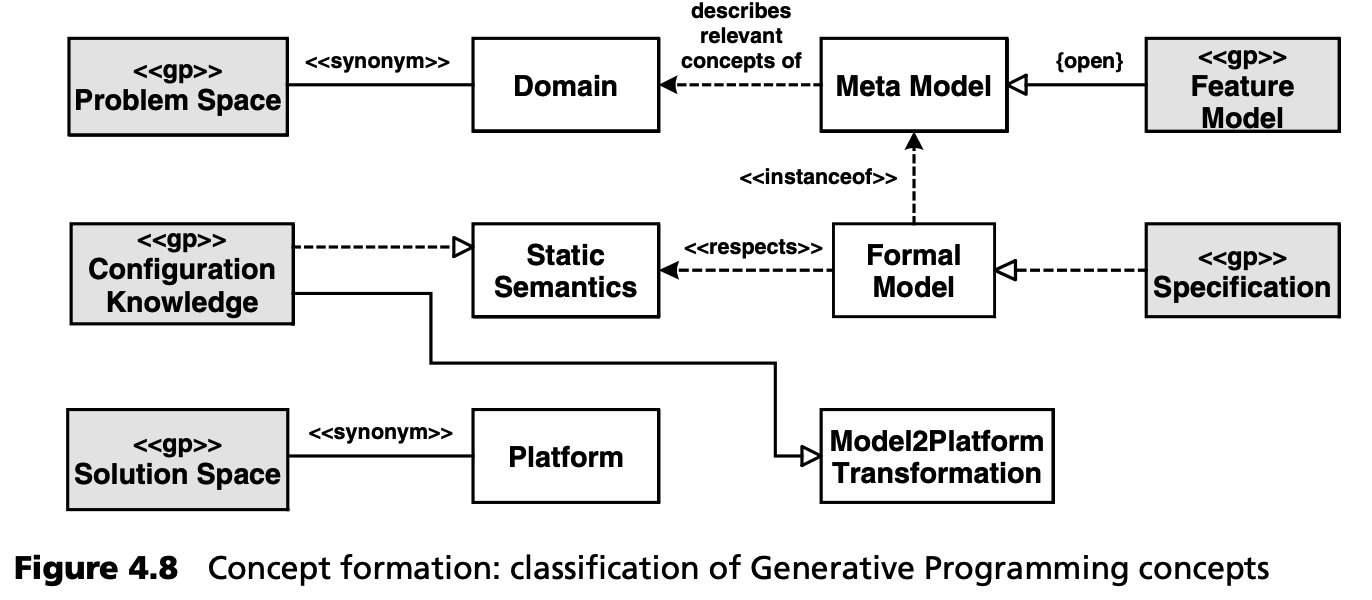 describes
relevant
concepts of
<<gp>>
Problem Space
<<synonym>>
Domain
Meta Model
{open}
<<gp>>
Feature
Model
<<instanceof>>
<<gp>>
Configuration
Knowledge
Static
Semantics
<<respects>>
Formal
Model
<<gp>>
Specification
<<gp>>
Solution Space
<<synonym>>
Platform
Model2Platform
Transformation
Figure 4.8 Concept formation: classification of Generative Programming concepts